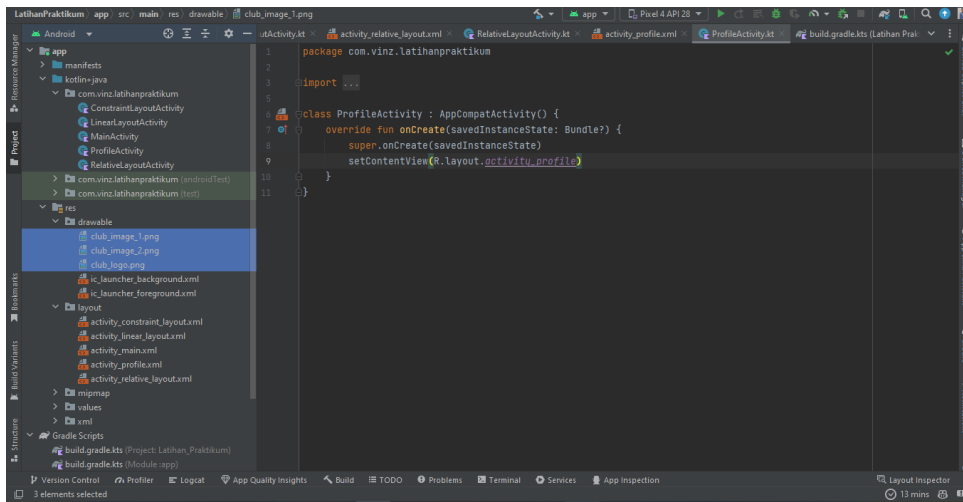 LatihanPraktikum app src main res drawable club_image_1.png app Pixel 4 API 28
Android utActivity.kt activity_relative_layout.xml RelativeLayoutActivity.kt activity_profile.xml ProfileActivity.kt build.gradle.kts (Latihan Prak
Resource Manager
Project
Bookmarks
Build Variants
Structure
app
manifests
kotlin+java
com.vinz.latihanpraktikum
ConstraintLayoutActivity
LinearLayoutActivity
MainActivity
ProfileActivity
RelativeLayoutActivity
com.vinz.latihanpraktikum (androidTest)
com.vinz.latihanpraktikum (test)
res
drawable
club_image_1.png
club_image_2.png
club_logo.png
ic_launcher_background.xml
ic_launcher_foreground.xml
layout
activity_constraint_layout.xml
activity_linear_layout.xml
activity_main.xml
activity_profile.xml
activity_relative_layout.xml
mipmap
values
xml
Gradle Scripts
build.gradle.kts (Project: Latihan_Praktikum)
build.gradle.kts (Module :app)
1 package com.vinz.latihanpraktikum
2
3 import ...
5
6 class ProfileActivity : AppCompatActivity() {
7 override fun onCreate(savedInstanceState: Bundle?) {
8 super.onCreate(savedInstanceState)
9 setContentView(R.layout.activity_profile)
10 }
11 }
Version Control Profiler Logcat App Quality Insights Build TODO Problems Terminal Services App Inspection Layout Inspector
3 elements selected 13 mins